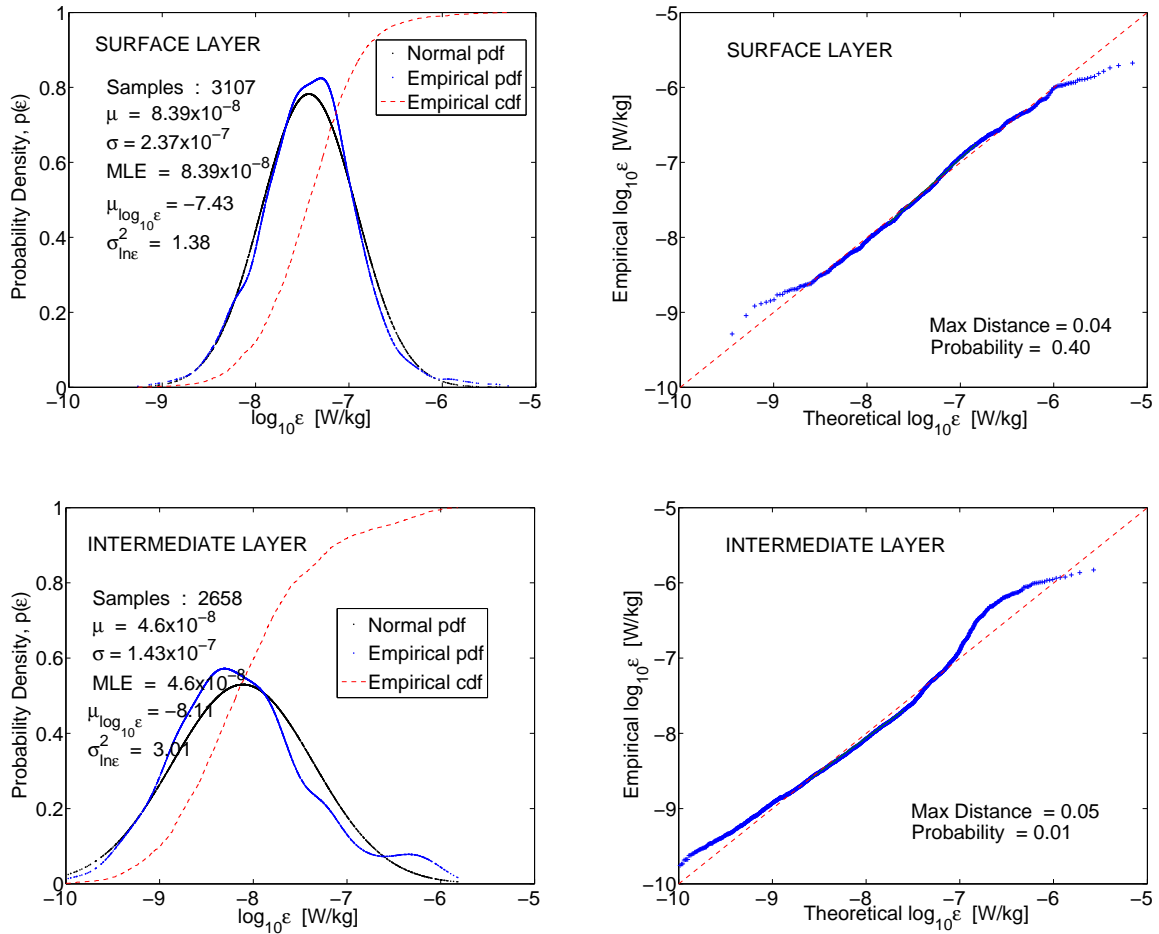 SURFACE LAYER
Samples : 3107
μ = 8.39x10⁻⁸
σ = 2.37x10⁻⁷
MLE = 8.39x10⁻⁸
μ_log₁₀ε = −7.43
σ²_lnε = 1.38
Normal pdf
Empirical pdf
Empirical cdf
Probability Density, p(ε)
1
0.8
0.6
0.4
0.2
0
−10 −9 −8 −7 −6 −5
log₁₀ε [W/kg]
SURFACE LAYER
Max Distance = 0.04
Probability = 0.40
Empirical log₁₀ε [W/kg]
−5
−6
−7
−8
−9
−10
−10 −9 −8 −7 −6 −5
Theoretical log₁₀ε [W/kg]
INTERMEDIATE LAYER
Samples : 2658
μ = 4.6x10⁻⁸
σ = 1.43x10⁻⁷
MLE = 4.6x10⁻⁸
μ_log₁₀ε = −8.11
σ²_lnε = 3.01
Normal pdf
Empirical pdf
Empirical cdf
Probability Density, p(ε)
1
0.8
0.6
0.4
0.2
0
−10 −9 −8 −7 −6 −5
log₁₀ε [W/kg]
INTERMEDIATE LAYER
Max Distance = 0.05
Probability = 0.01
Empirical log₁₀ε [W/kg]
−5
−6
−7
−8
−9
−10
−10 −9 −8 −7 −6 −5
Theoretical log₁₀ε [W/kg]